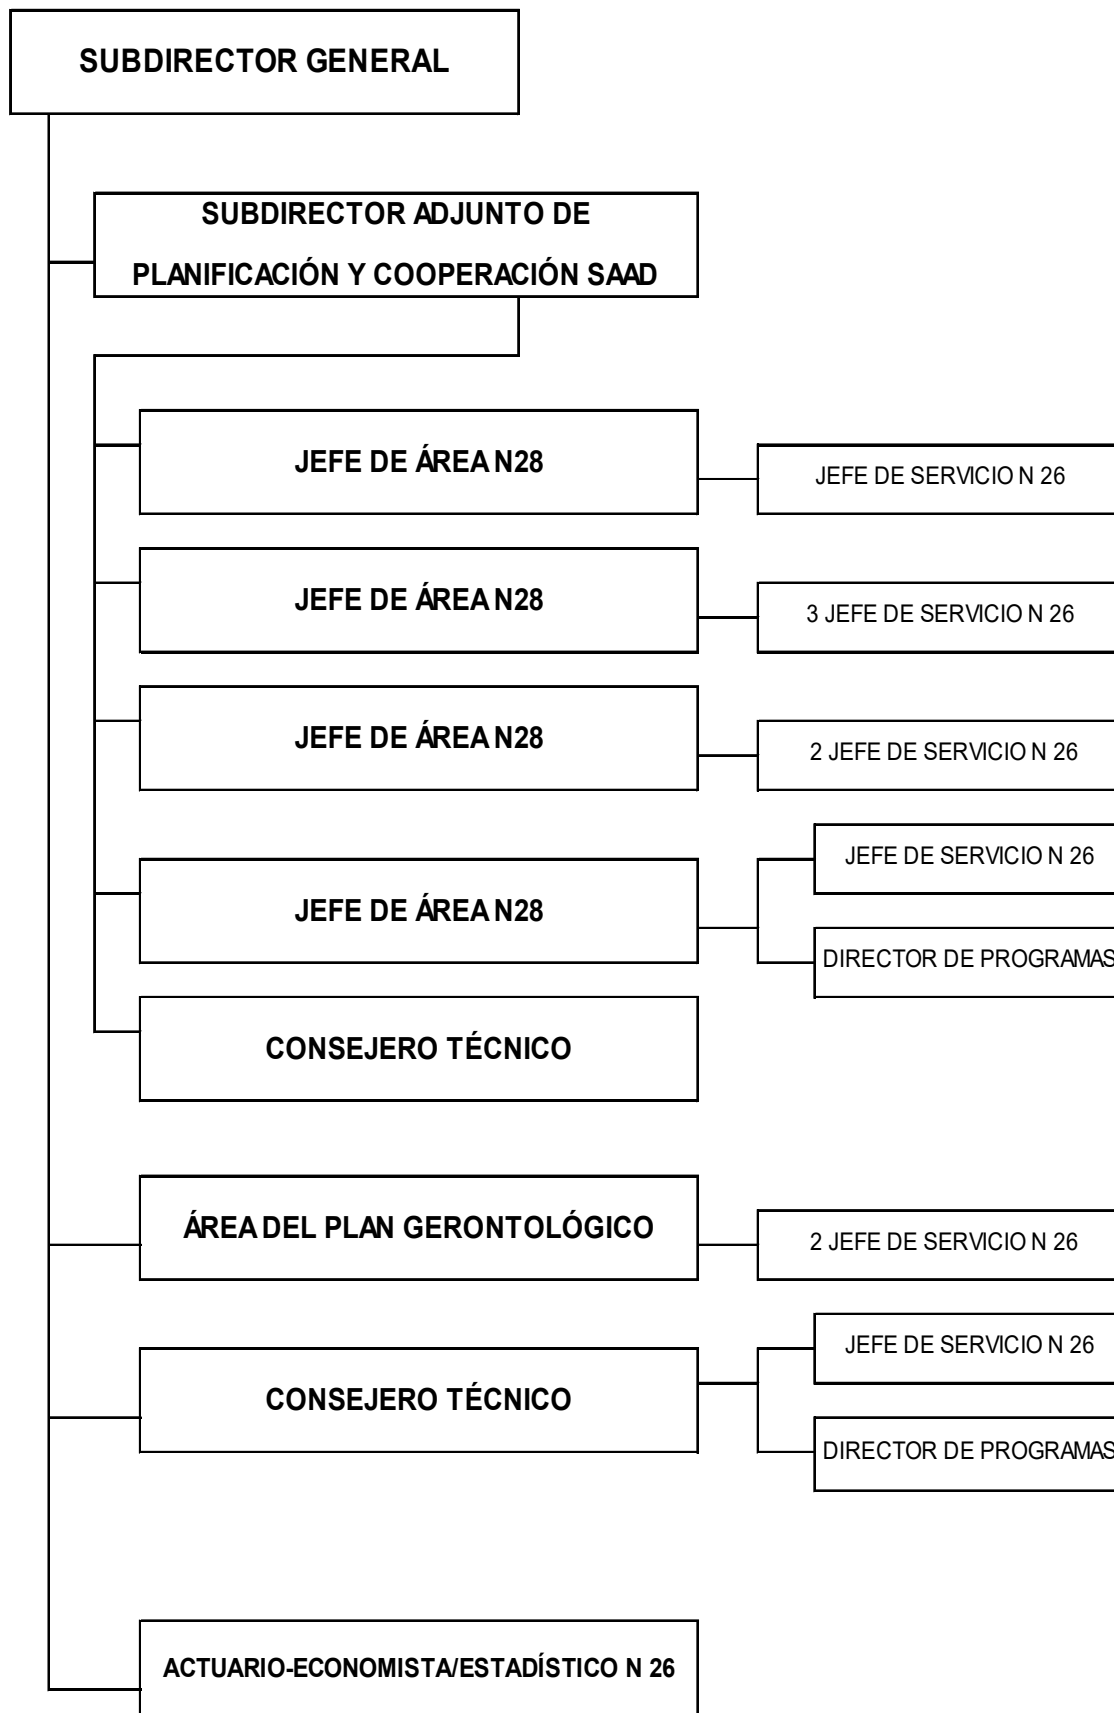 SUBDIRECTOR GENERAL
SUBDIRECTOR ADJUNTO DE
PLANIFICACIÓN Y COOPERACIÓN SAAD
JEFE DE ÁREA N28
JEFE DE SERVICIO N 26
JEFE DE ÁREA N28
3 JEFE DE SERVICIO N 26
JEFE DE ÁREA N28
2 JEFE DE SERVICIO N 26
JEFE DE ÁREA N28
JEFE DE SERVICIO N 26
DIRECTOR DE PROGRAMAS
CONSEJERO TÉCNICO
ÁREA DEL PLAN GERONTOLÓGICO
2 JEFE DE SERVICIO N 26
CONSEJERO TÉCNICO
JEFE DE SERVICIO N 26
DIRECTOR DE PROGRAMAS
ACTUARIO-ECONOMISTA/ESTADÍSTICO N 26